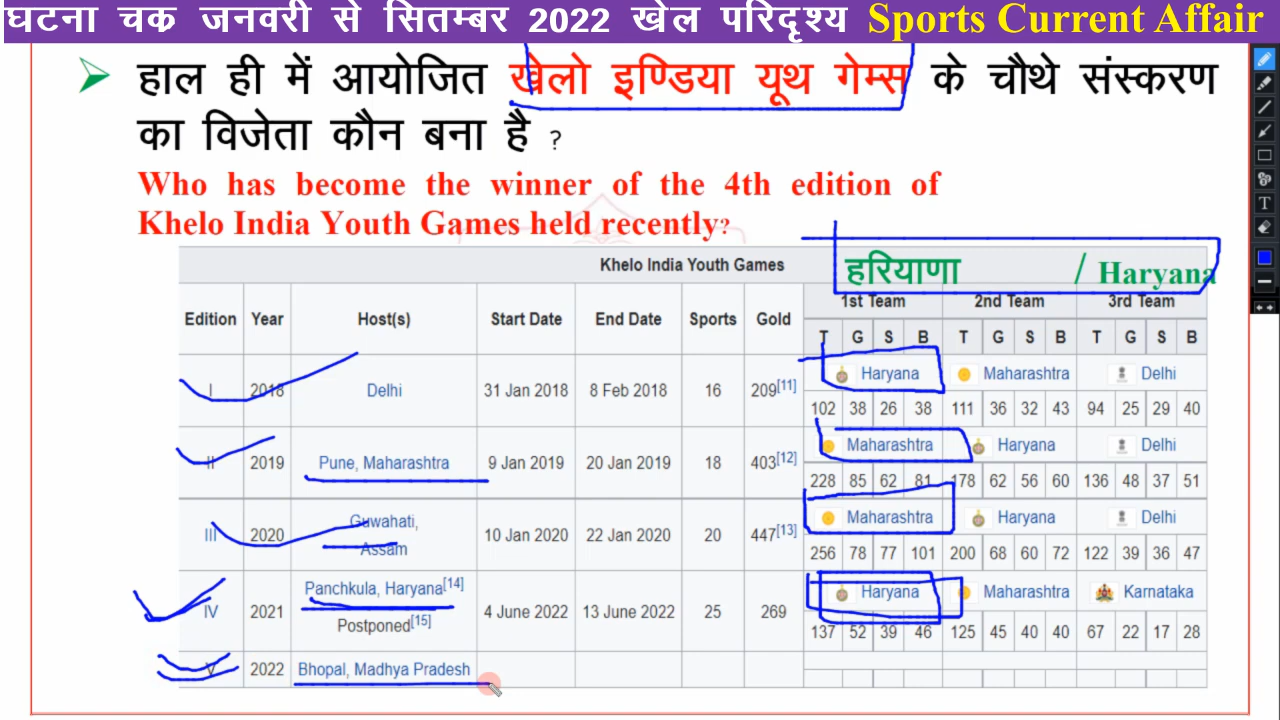 घटना चक्र जनवरी से सितम्बर 2022 खेल परिदृश्य Sports Current Affair
हाल ही में आयोजित खेलो इण्डिया यूथ गेम्स के चौथे संस्करण
का विजेता कौन बना है ?
Who has become the winner of the 4th edition of
Khelo India Youth Games held recently?
Khelo India Youth Games
हरियाणा / Haryana
Edition Year Host(s) Start Date End Date Sports Gold 1st Team 2nd Team 3rd Team
T G S B T G S B T G S B
I 2018 Delhi 31 Jan 2018 8 Feb 2018 16 209[11] Haryana Maharashtra Delhi
102 38 26 38 111 36 32 43 94 25 29 40
II 2019 Pune, Maharashtra 9 Jan 2019 20 Jan 2019 18 403[12] Maharashtra Haryana Delhi
228 85 62 81 178 62 56 60 136 48 37 51
III 2020 Guwahati, Assam 10 Jan 2020 22 Jan 2020 20 447[13] Maharashtra Haryana Delhi
256 78 77 101 200 68 60 72 122 39 36 47
IV 2021 Panchkula, Haryana[14] Postponed[15] 4 June 2022 13 June 2022 25 269 Haryana Maharashtra Karnataka
137 52 39 46 125 45 40 40 67 22 17 28
V 2022 Bhopal, Madhya Pradesh